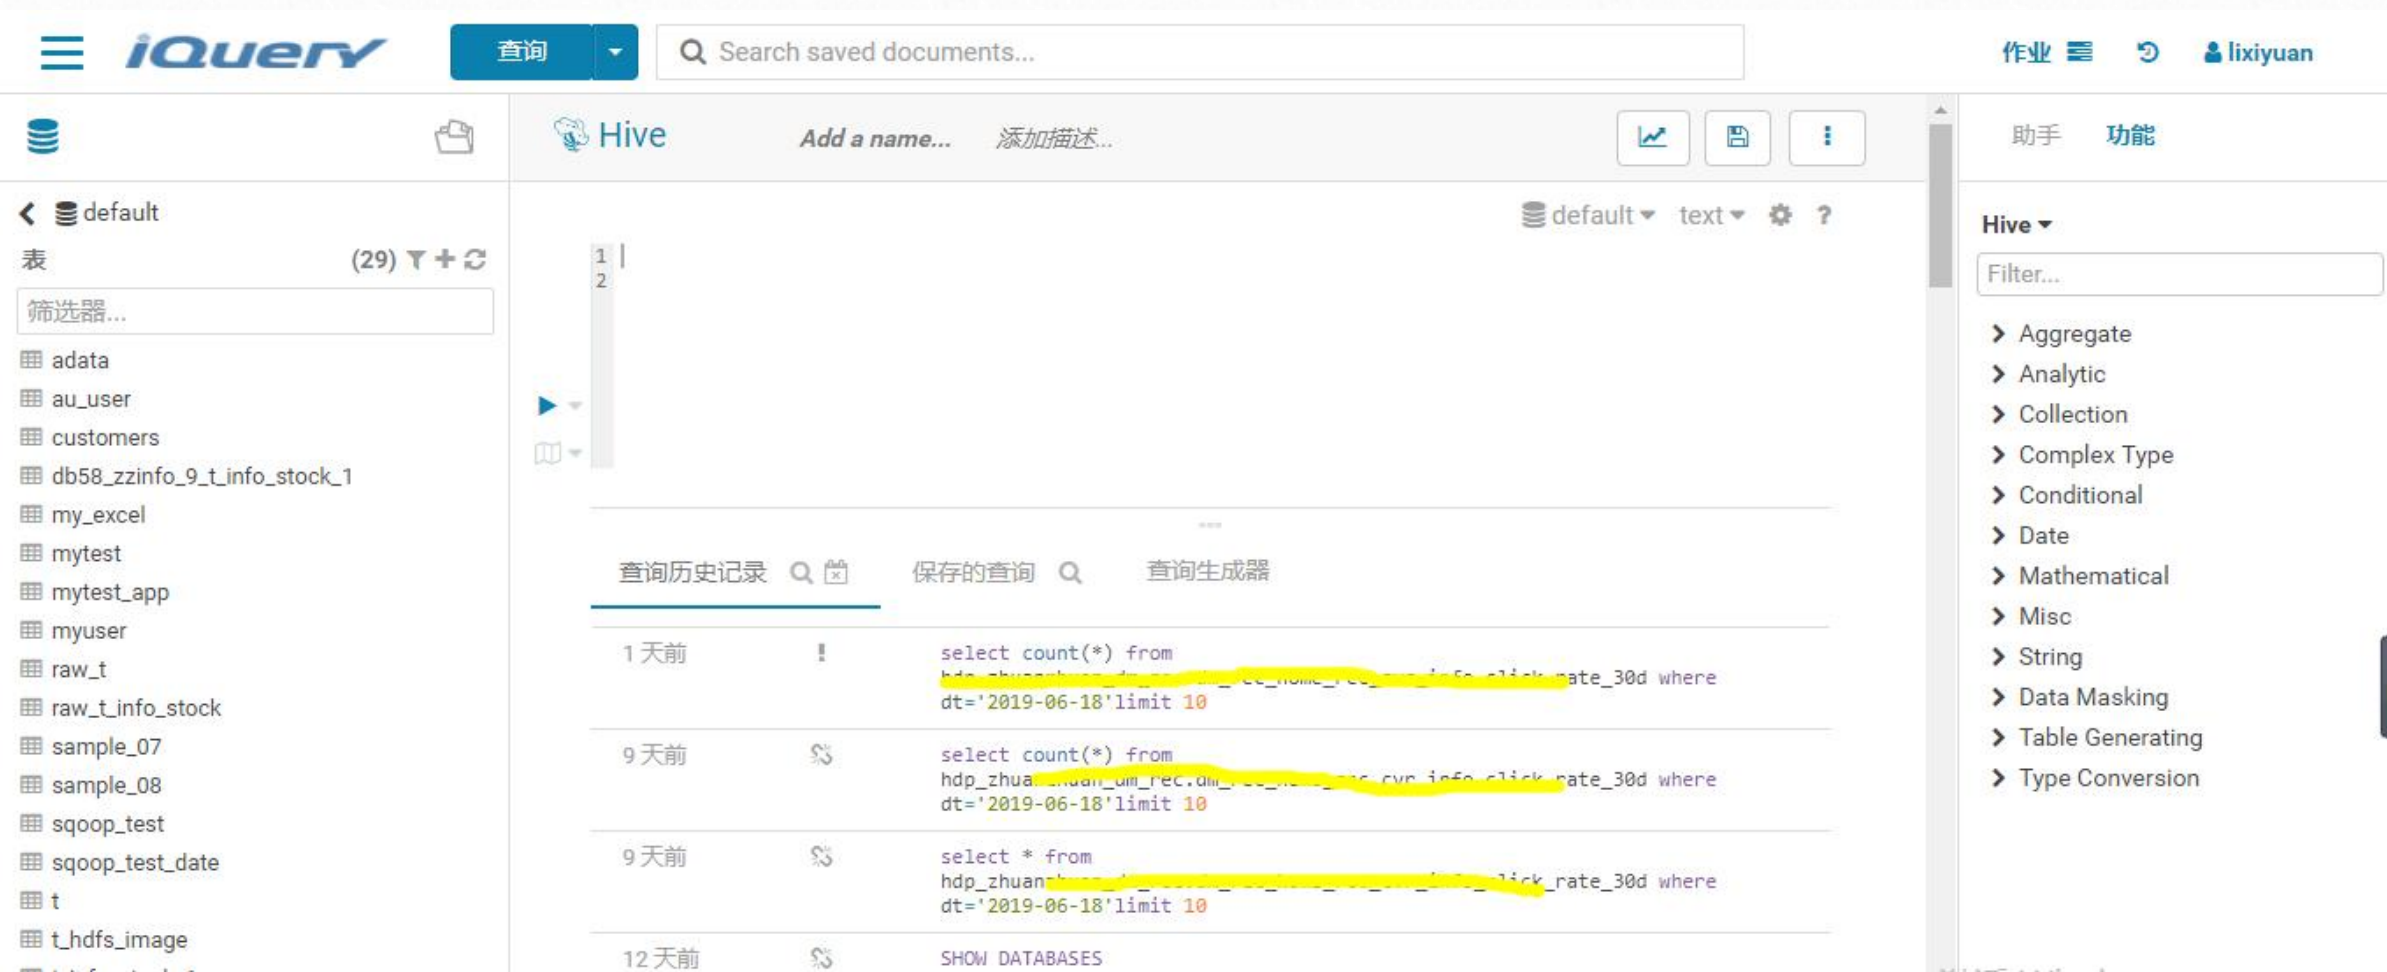 iQuery
查询
Search saved documents...
作业
lixiyuan
Hive
Add a name...
添加描述...
助手
功能
default
表
(29)
筛选器...
adata
au_user
customers
db58_zzinfo_9_t_info_stock_1
my_excel
mytest
mytest_app
myuser
raw_t
raw_t_info_stock
sample_07
sample_08
sqoop_test
sqoop_test_date
t
t_hdfs_image
default
text
?
1
2
查询历史记录
保存的查询
查询生成器
1 天前
!
select count(*) from
ate_30d where
dt='2019-06-18'limit 10
9 天前
select count(*) from
hdp_zhua rate_30d where
dt='2019-06-18'limit 10
9 天前
select * from
hdp_zhuan _rate_30d where
dt='2019-06-18'limit 10
12 天前
SHOW DATABASES
Hive
Filter...
Aggregate
Analytic
Collection
Complex Type
Conditional
Date
Mathematical
Misc
String
Data Masking
Table Generating
Type Conversion